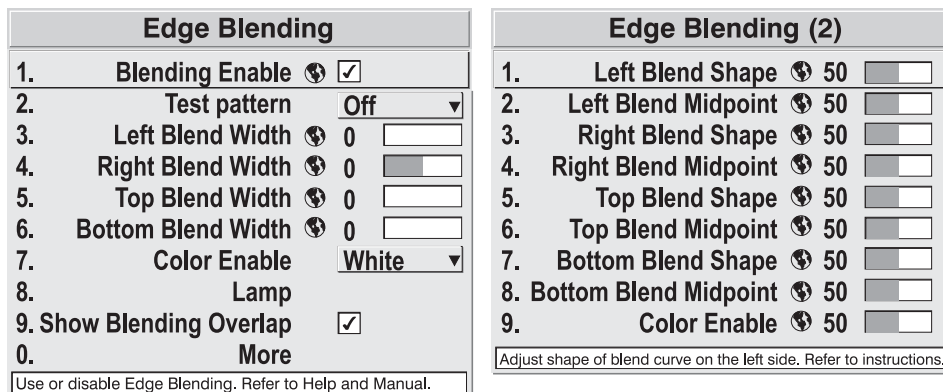 Edge Blending
1. Blending Enable
2. Test pattern Off
3. Left Blend Width 0
4. Right Blend Width 0
5. Top Blend Width 0
6. Bottom Blend Width 0
7. Color Enable White
8. Lamp
9. Show Blending Overlap
0. More
Use or disable Edge Blending. Refer to Help and Manual.
Edge Blending (2)
1. Left Blend Shape 50
2. Left Blend Midpoint 50
3. Right Blend Shape 50
4. Right Blend Midpoint 50
5. Top Blend Shape 50
6. Top Blend Midpoint 50
7. Bottom Blend Shape 50
8. Bottom Blend Midpoint 50
9. Color Enable 50
Adjust shape of blend curve on the left side. Refer to instructions.